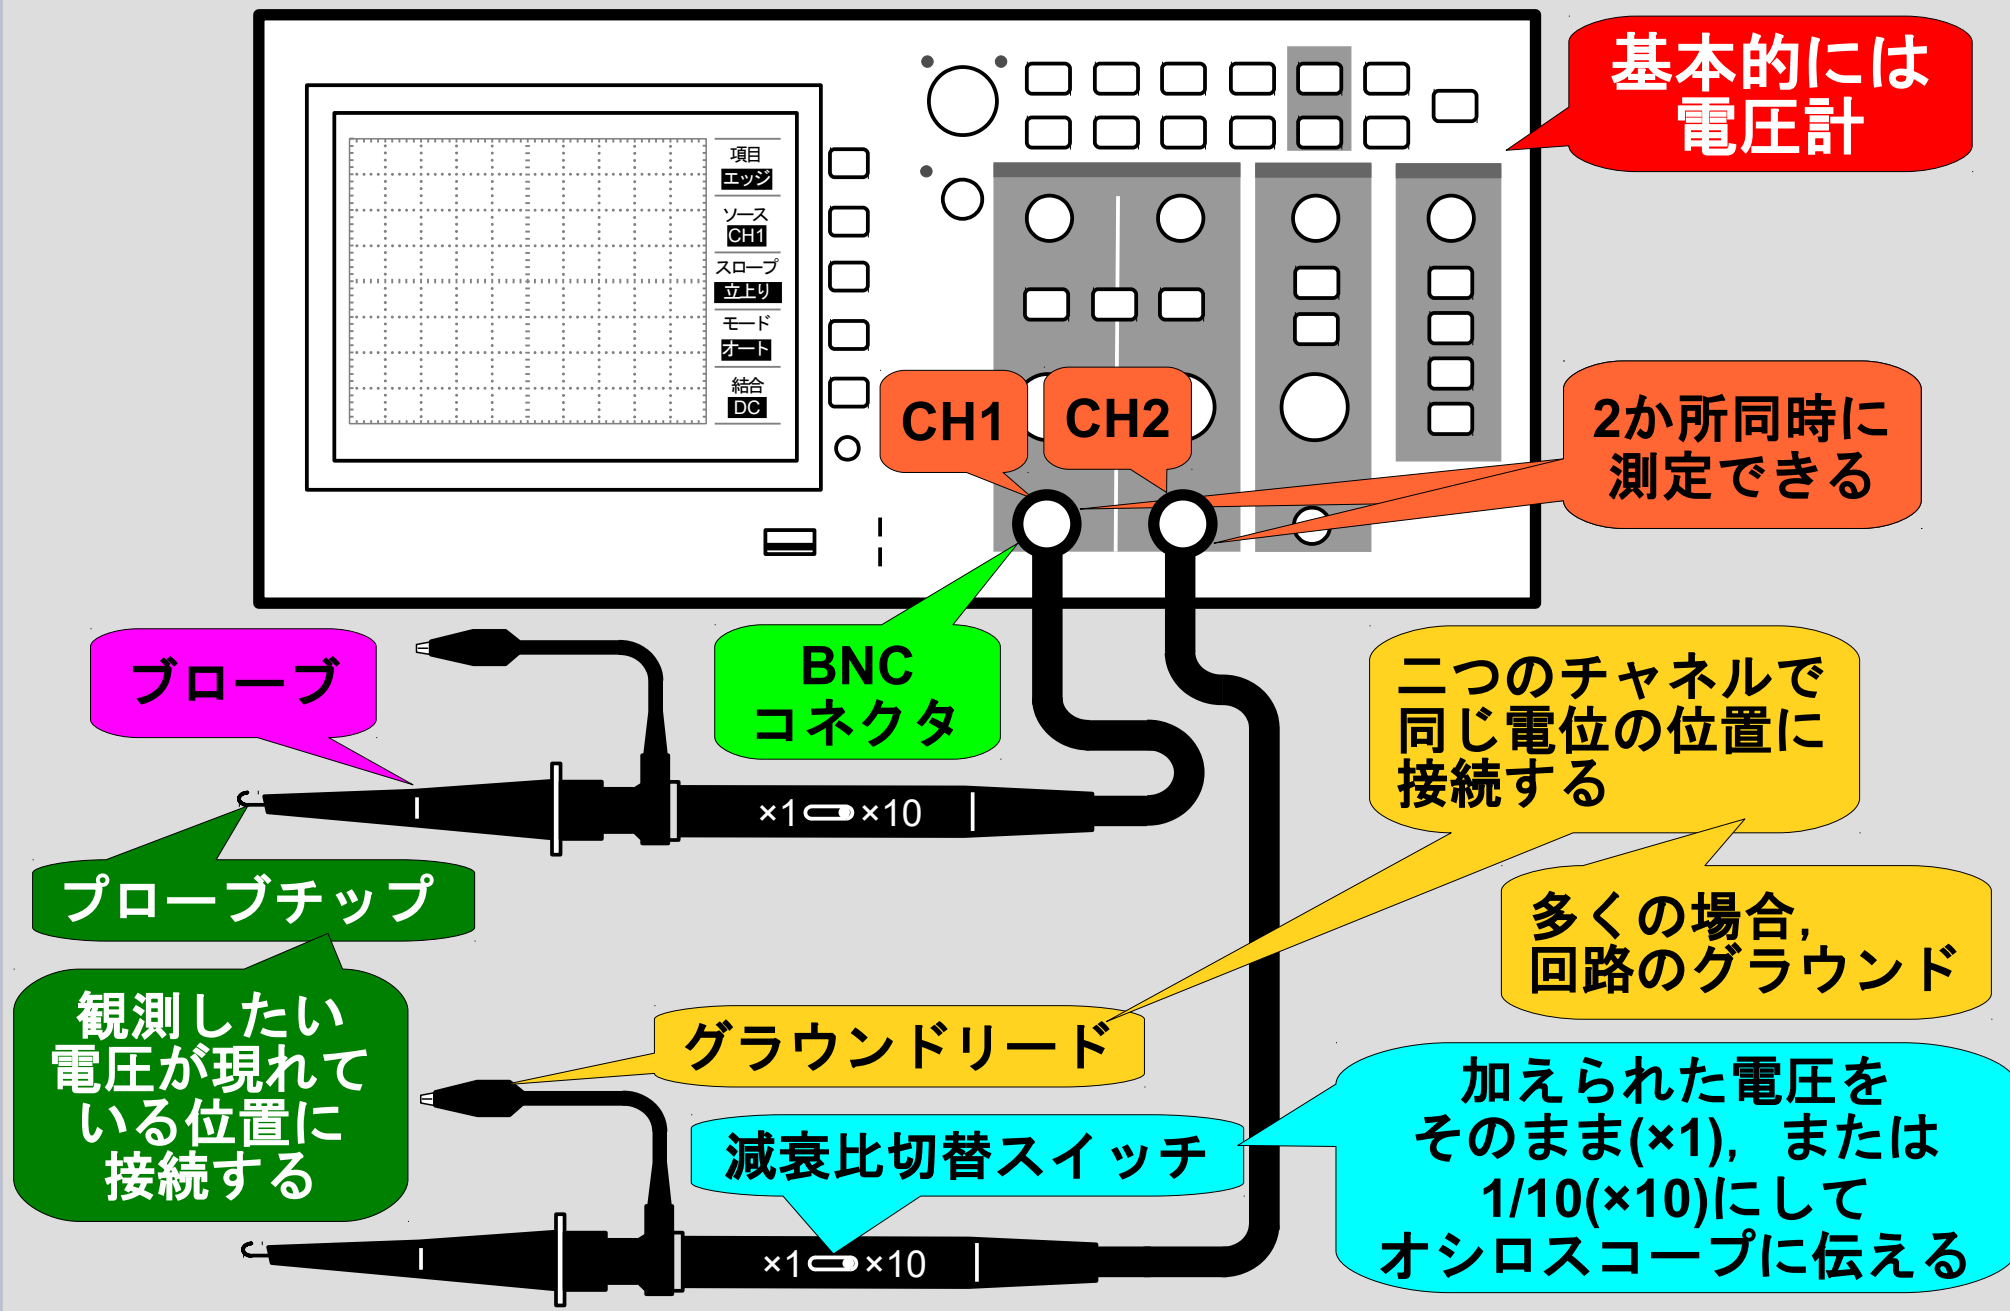 基本的には
電圧計
項目
エッジ
ソース
CH1
スロープ
立上り
モード
オート
結合
DC
CH1
CH2
2か所同時に
測定できる
ブローブ
BNC
コネクタ
二つのチャネルで
同じ電位の位置に
接続する
×1 ×10
プローブチップ
多くの場合,
回路のグラウンド
観測したい
電圧が現れて
いる位置に
接続する
グラウンドリード
減衰比切替スイッチ
加えられた電圧を
そのまま(×1),または
1/10(×10)にして
オシロスコープに伝える
×1 ×10